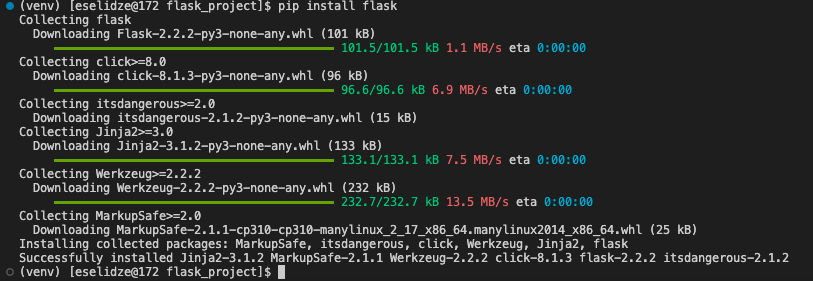 (venv) [eselidze@172 flask_project]$ pip install flask
Collecting flask
Downloading Flask-2.2.2-py3-none-any.whl (101 kB)
101.5/101.5 kB 1.1 MB/s eta 0:00:00
Collecting click>=8.0
Downloading click-8.1.3-py3-none-any.whl (96 kB)
96.6/96.6 kB 6.9 MB/s eta 0:00:00
Collecting itsdangerous>=2.0
Downloading itsdangerous-2.1.2-py3-none-any.whl (15 kB)
Collecting Jinja2>=3.0
Downloading Jinja2-3.1.2-py3-none-any.whl (133 kB)
133.1/133.1 kB 7.5 MB/s eta 0:00:00
Collecting Werkzeug>=2.2.2
Downloading Werkzeug-2.2.2-py3-none-any.whl (232 kB)
232.7/232.7 kB 13.5 MB/s eta 0:00:00
Collecting MarkupSafe>=2.0
Downloading MarkupSafe-2.1.1-cp310-cp310-manylinux_2_17_x86_64.manylinux2014_x86_64.whl (25 kB)
Installing collected packages: MarkupSafe, itsdangerous, click, Werkzeug, Jinja2, flask
Successfully installed Jinja2-3.1.2 MarkupSafe-2.1.1 Werkzeug-2.2.2 click-8.1.3 flask-2.2.2 itsdangerous-2.1.2
(venv) [eselidze@172 flask_project]$